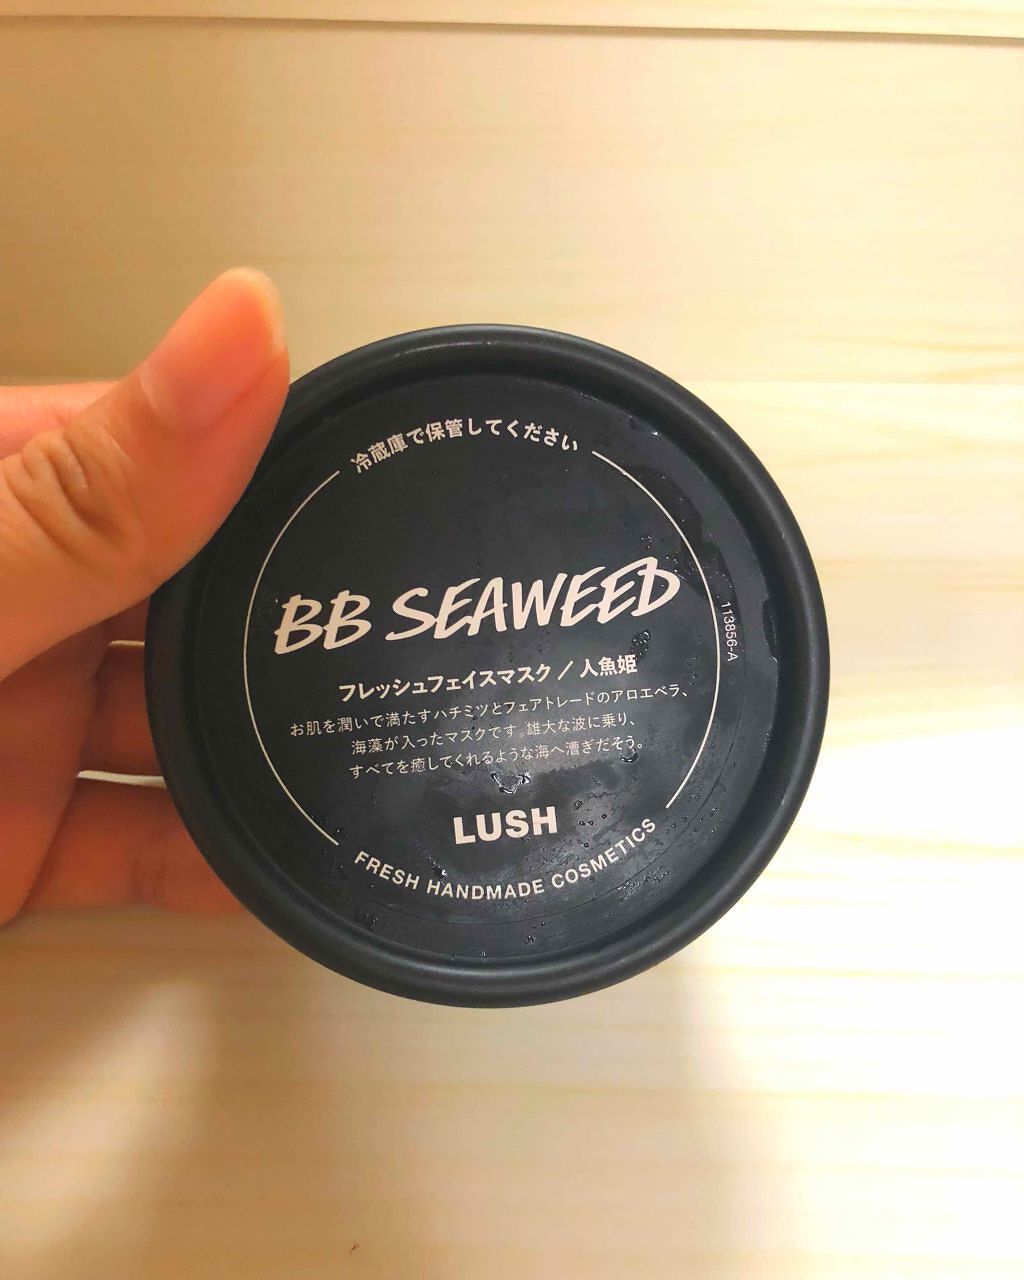 冷蔵庫で保管してください
BB SEAWEED
フレッシュフェイスマスク / 人魚姫
お肌を潤いで満たすハチミツとフェアトレードのアロエベラ、
海藻が入ったマスクです。雄大な波に乗り、
すべてを癒してくれるような海へ漕ぎだそう。
LUSH
FRESH HANDMADE COSMETICS
113856-A